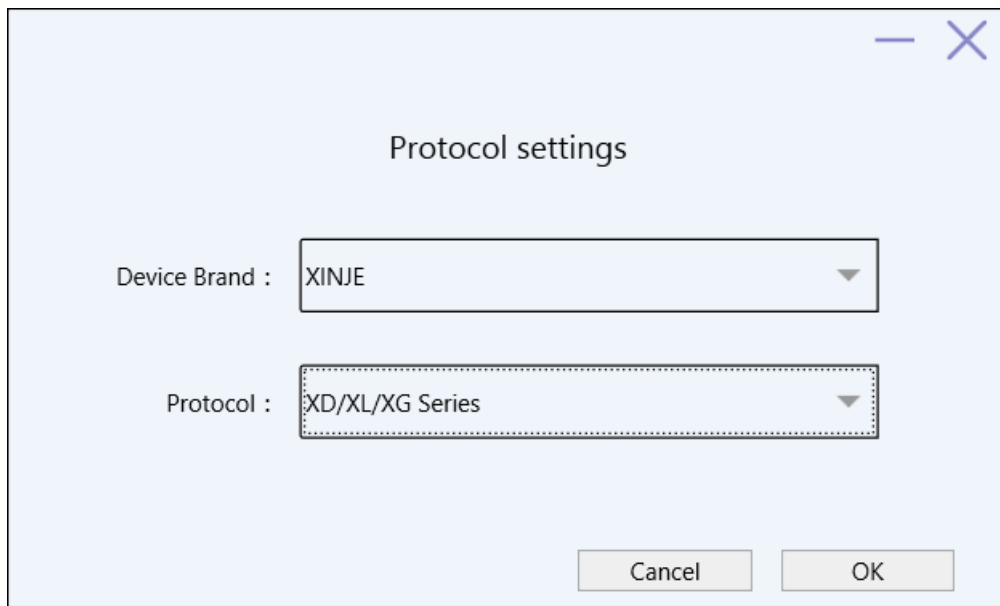 Protocol settings
Device Brand : XINJE
Protocol : XD/XL/XG Series
Cancel OK